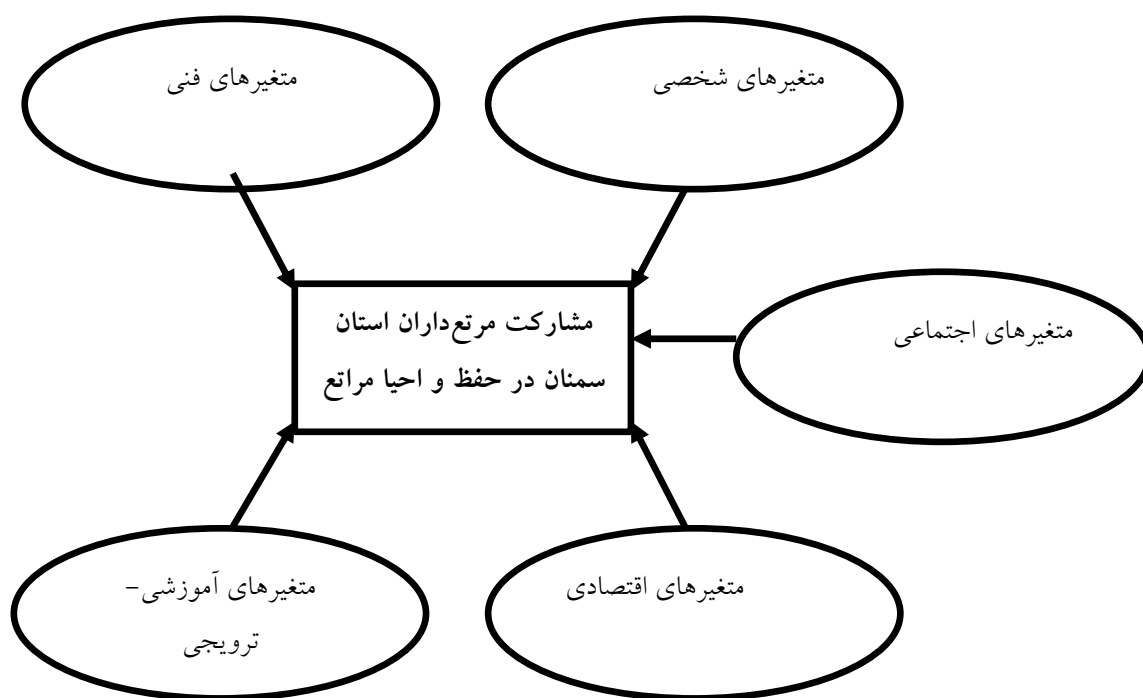 متغیرهای شخصی
متغیرهای فنی
مشارکت مرتع‌داران استان
سمنان در حفظ و احیا مراتع
متغیرهای اجتماعی
متغیرهای اقتصادی
متغیرهای آموزشی-
ترویجی